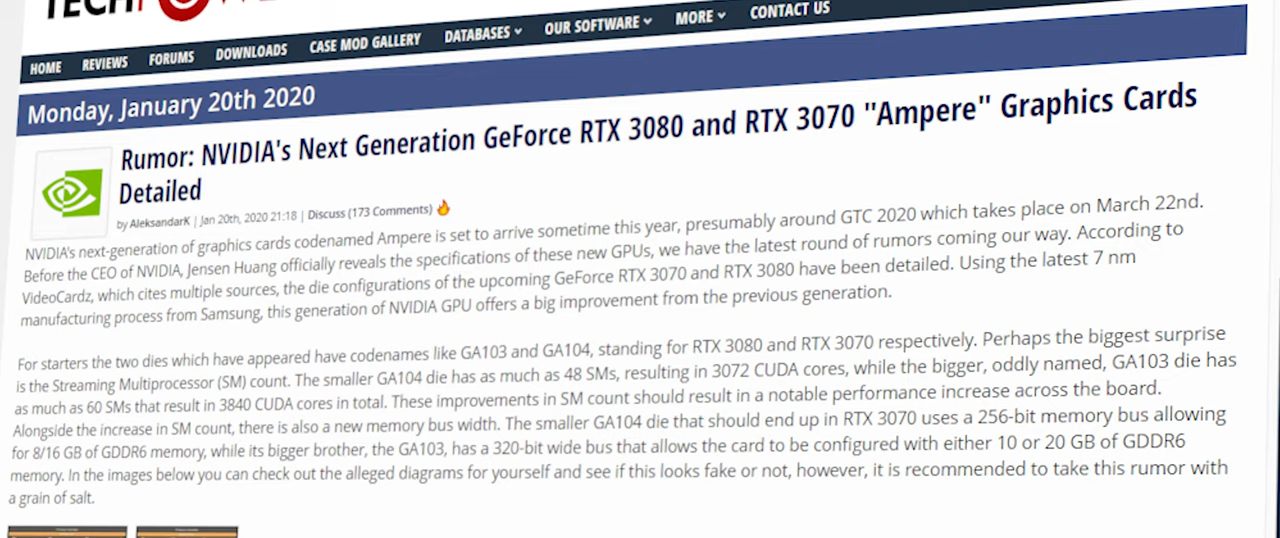 TECHPOWE
HOME REVIEWS FORUMS DOWNLOADS CASE MOD GALLERY DATABASES OUR SOFTWARE MORE CONTACT US
Monday, January 20th 2020
Rumor: NVIDIA's Next Generation GeForce RTX 3080 and RTX 3070 "Ampere" Graphics Cards
Detailed
by AleksandarK | Jan 20th, 2020 21:18 | Discuss (173 Comments)
NVIDIA's next-generation of graphics cards codenamed Ampere is set to arrive sometime this year, presumably around GTC 2020 which takes place on March 22nd.
Before the CEO of NVIDIA, Jensen Huang officially reveals the specifications of these new GPUs, we have the latest round of rumors coming our way. According to
VideoCardz, which cites multiple sources, the die configurations of the upcoming GeForce RTX 3070 and RTX 3080 have been detailed. Using the latest 7 nm
manufacturing process from Samsung, this generation of NVIDIA GPU offers a big improvement from the previous generation.
For starters the two dies which have appeared have codenames like GA103 and GA104, standing for RTX 3080 and RTX 3070 respectively. Perhaps the biggest surprise
is the Streaming Multiprocessor (SM) count. The smaller GA104 die has as much as 48 SMs, resulting in 3072 CUDA cores, while the bigger, oddly named, GA103 die has
as much as 60 SMs that result in 3840 CUDA cores in total. These improvements in SM count should result in a notable performance increase across the board.
Alongside the increase in SM count, there is also a new memory bus width. The smaller GA104 die that should end up in RTX 3070 uses a 256-bit memory bus allowing
for 8/16 GB of GDDR6 memory, while its bigger brother, the GA103, has a 320-bit wide bus that allows the card to be configured with either 10 or 20 GB of GDDR6
memory. In the images below you can check out the alleged diagrams for yourself and see if this looks fake or not, however, it is recommended to take this rumor with
a grain of salt.